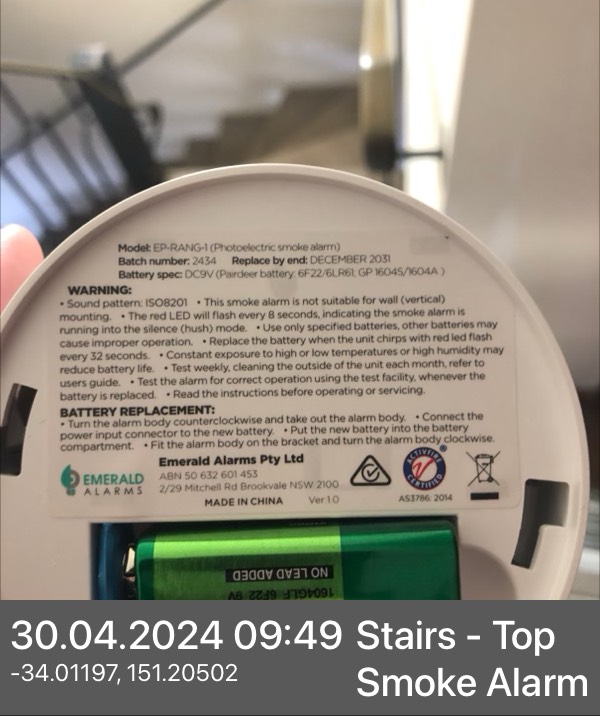 Model: EP-RANG-1 (Photoelectric smoke alarm)
Batch number: 2434 Replace by end: DECEMBER 2031
Battery spec: DC9V (Pairdeer battery: 6F22/6LR61, GP 1604S/1604A )
WARNING:
• Sound pattern: ISO8201 • This smoke alarm is not suitable for wall (vertical)
mounting. • The red LED will flash every 8 seconds, indicating the smoke alarm is
running into the silence (hush) mode. • Use only specified batteries, other batteries may
cause improper operation. • Replace the battery when the unit chirps with red led flash
every 32 seconds. • Constant exposure to high or low temperatures or high humidity may
reduce battery life. • Test weekly, cleaning the outside of the unit each month, refer to
users guide. • Test the alarm for correct operation using the test facility, whenever the
battery is replaced. • Read the instructions before operating or servicing.
BATTERY REPLACEMENT:
• Turn the alarm body counterclockwise and take out the alarm body. • Connect the
power input connector to the new battery. • Put the new battery into the battery
compartment. • Fit the alarm body on the bracket and turn the alarm body clockwise.
EMERALD
ALARMS
Emerald Alarms Pty Ltd
ABN 50 632 601 453
2/29 Mitchell Rd Brookvale NSW 2100
MADE IN CHINA Ver 1.0
ACTIVFIRE
CERTIFIED
AS3786: 2014
NO LEAD ADDED
1604GLF 6F22 9V
30.04.2024 09:49
-34.01197, 151.20502
Stairs - Top
Smoke Alarm